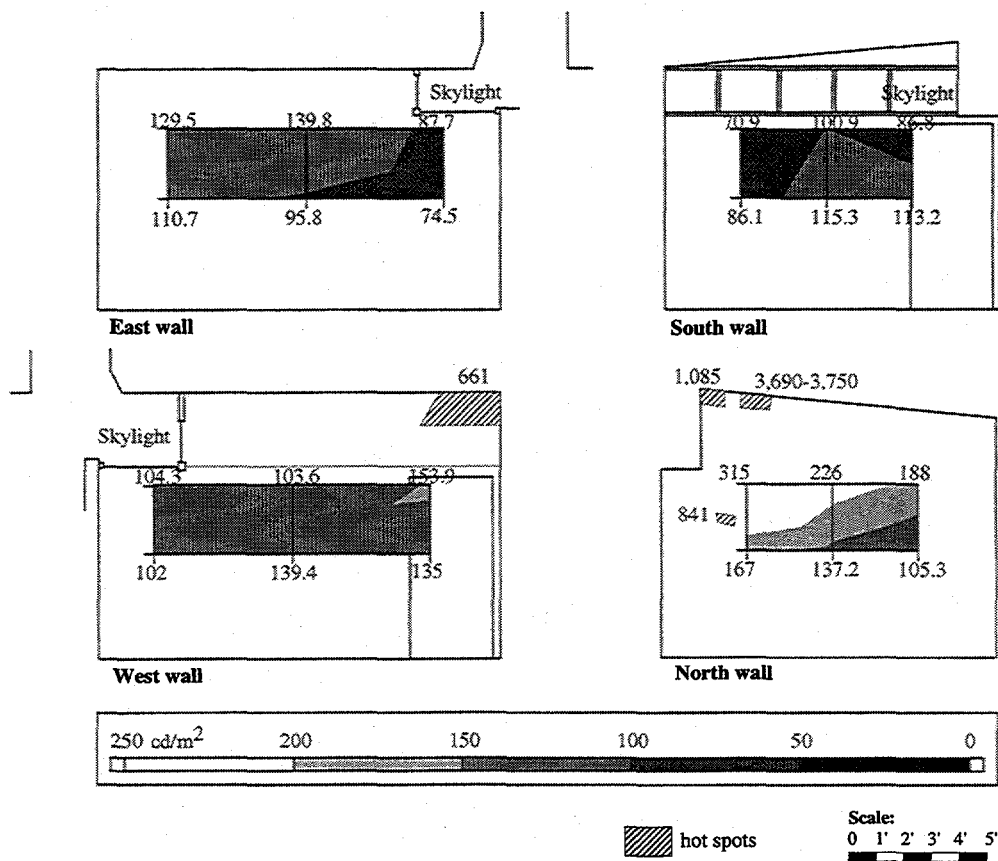 Skylight
129.5 139.8 87.7
110.7 95.8 74.5
East wall
Skylight
70.9 100.9 86.8
86.1 115.3 113.2
South wall
661
Skylight
104.3 103.6 153.9
102 139.4 135
West wall
1,085 3,690-3,750
315 226 188
841
167 137.2 105.3
North wall
250 cd/m² 200 150 100 50 0
hot spots
Scale:
0 1' 2' 3' 4' 5'